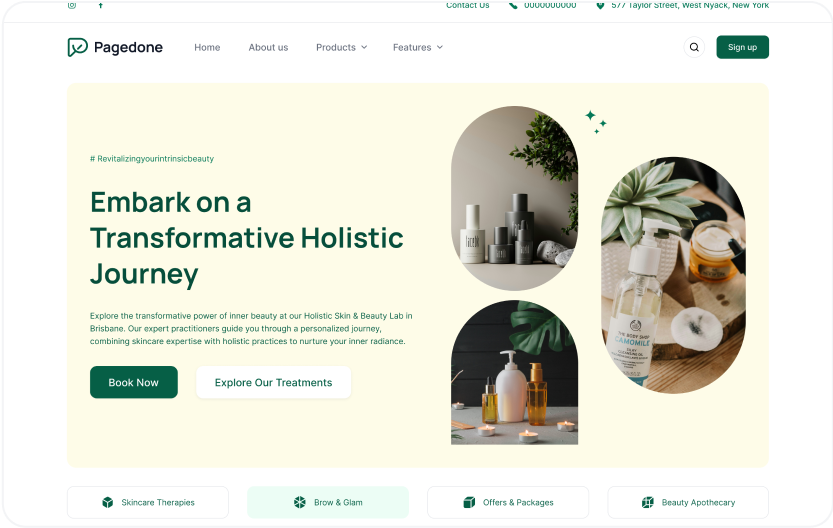 Contact Us 0000000000 577 Taylor Street, West Nyack, New York
Pagedone Home About us Products Features Sign up
# Revitalizingyourintrinsicbeauty
Embark on a
Transformative Holistic
Journey
Explore the transformative power of inner beauty at our Holistic Skin & Beauty Lab in
Brisbane. Our expert practitioners guide you through a personalized journey,
combining skincare expertise with holistic practices to nurture your inner radiance.
Book Now Explore Our Treatments
THE BODY SHOP
CAMOMILE
Skincare Therapies Brow & Glam Offers & Packages Beauty Apothecary